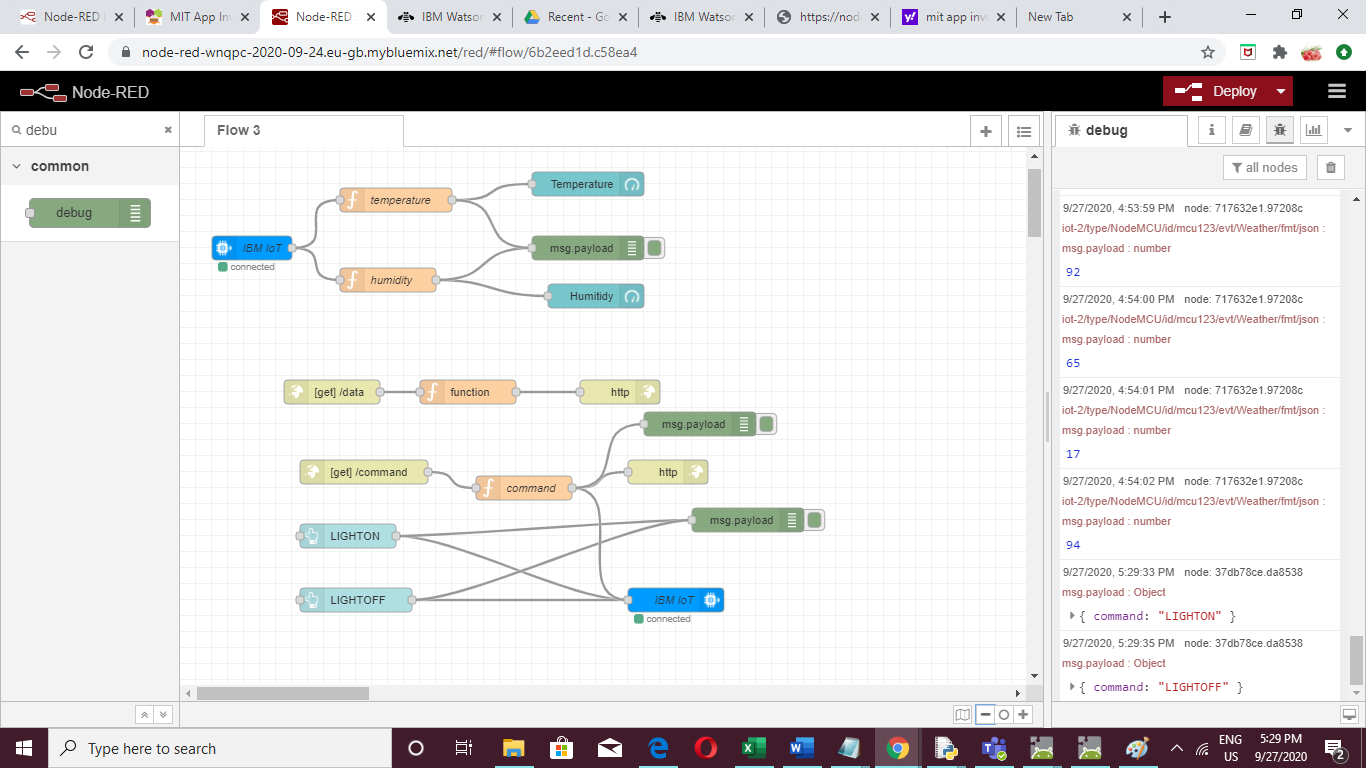 Node-RED
MIT App In
Node-RED
IBM Watson
Recent - Go
IBM Watson
https://nod
mit app inv
New Tab
node-red-wnqpc-2020-09-24.eu-gb.mybluemix.net/red/#flow/6b2eed1d.c58ea4
Node-RED
Deploy
debu
Flow 3
debug
common
all nodes
debug
Temperature
temperature
IBM IoT
msg.payload
connected
humidity
Humitidy
[get] /data
function
http
msg.payload
[get] /command
http
command
msg.payload
LIGHTON
LIGHTOFF
IBM IoT
connected
9/27/2020, 4:53:59 PM node: 717632e1.97208c
iot-2/type/NodeMCU/id/mcu123/evt/Weather/fmt/json :
msg.payload : number
92
9/27/2020, 4:54:00 PM node: 717632e1.97208c
iot-2/type/NodeMCU/id/mcu123/evt/Weather/fmt/json :
msg.payload : number
65
9/27/2020, 4:54:01 PM node: 717632e1.97208c
iot-2/type/NodeMCU/id/mcu123/evt/Weather/fmt/json :
msg.payload : number
17
9/27/2020, 4:54:02 PM node: 717632e1.97208c
iot-2/type/NodeMCU/id/mcu123/evt/Weather/fmt/json :
msg.payload : number
94
9/27/2020, 5:29:33 PM node: 37db78ce.da8538
msg.payload : Object
{ command: "LIGHTON" }
9/27/2020, 5:29:35 PM node: 37db78ce.da8538
msg.payload : Object
{ command: "LIGHTOFF" }
Type here to search
ENG
US
5:29 PM
9/27/2020
2